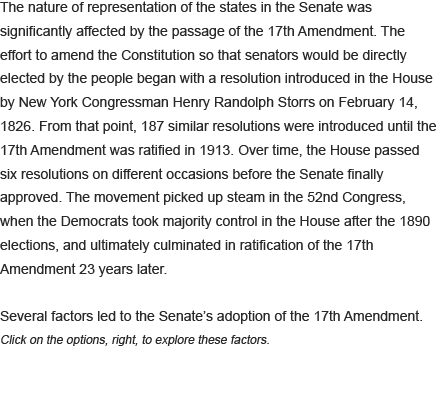 The nature of representation of the states in the Senate was
significantly affected by the passage of the 17th Amendment. The
effort to amend the Constitution so that senators would be directly
elected by the people began with a resolution introduced in the House
by New York Congressman Henry Randolph Storrs on February 14,
1826. From that point, 187 similar resolutions were introduced until the
17th Amendment was ratified in 1913. Over time, the House passed
six resolutions on different occasions before the Senate finally
approved. The movement picked up steam in the 52nd Congress,
when the Democrats took majority control in the House after the 1890
elections, and ultimately culminated in ratification of the 17th
Amendment 23 years later.
Several factors led to the Senate’s adoption of the 17th Amendment.
Click on the options, right, to explore these factors.